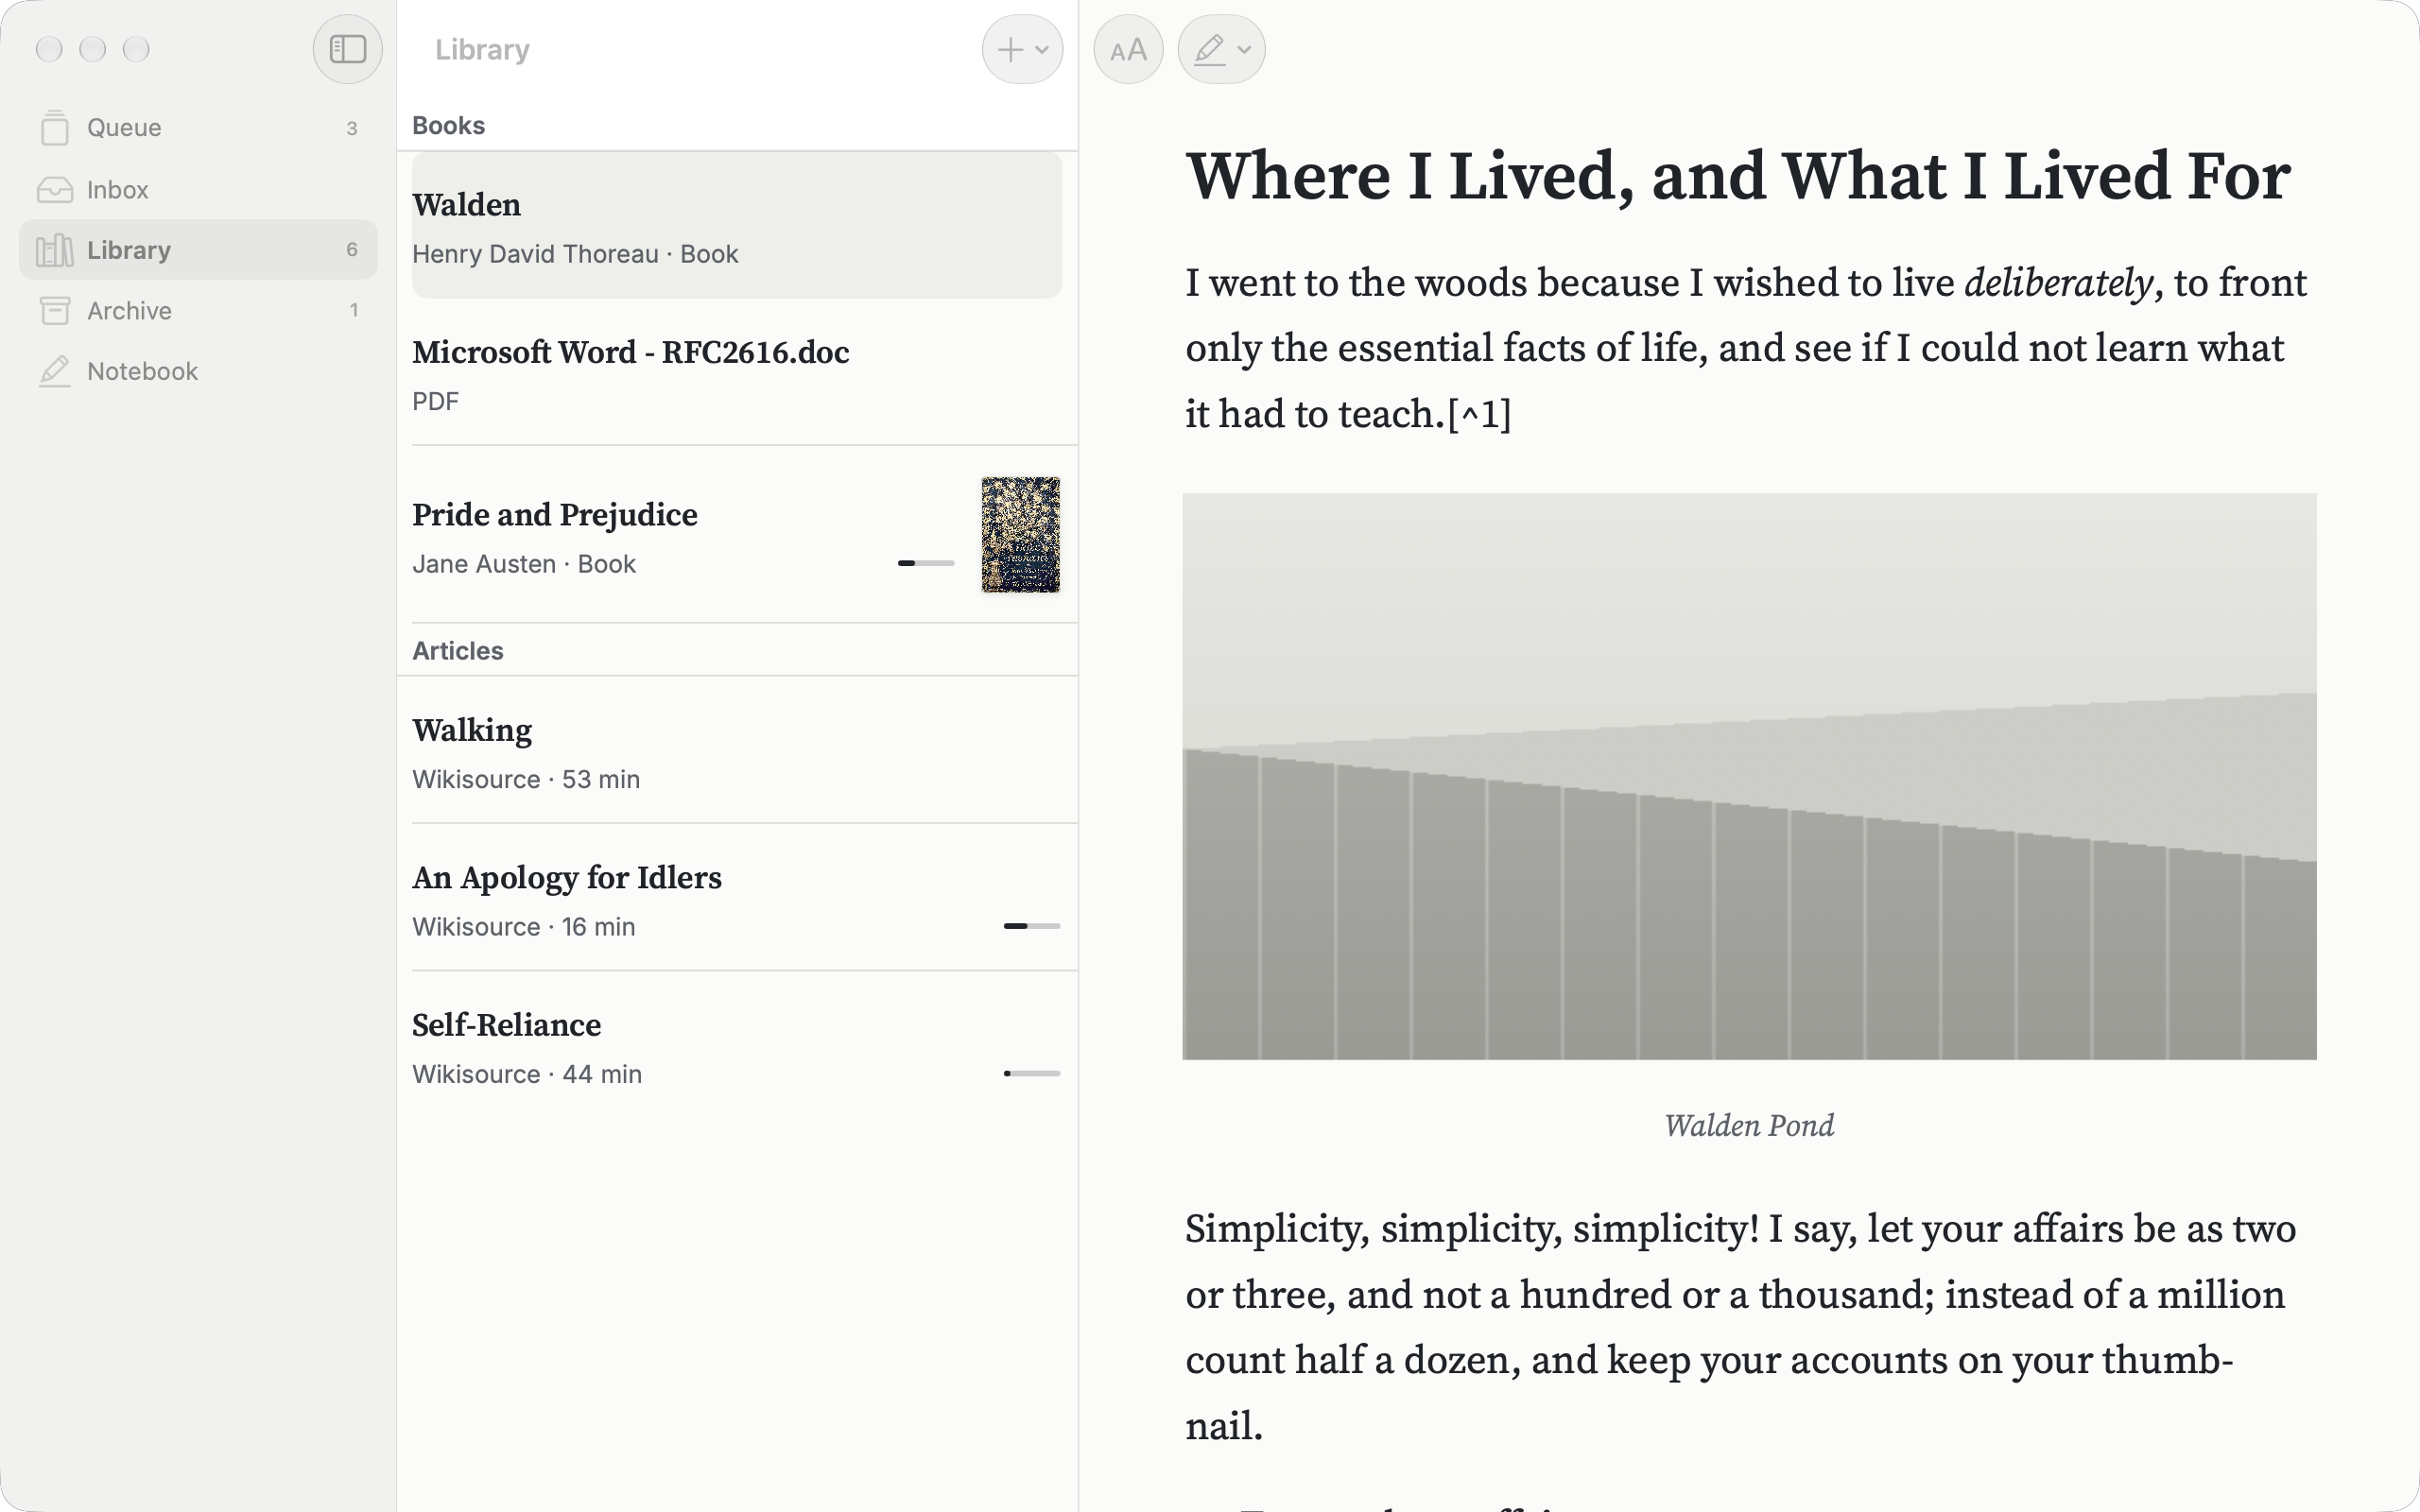 Library
AA
Queue 3
Inbox
Library 6
Archive 1
Notebook
Books
Walden
Henry David Thoreau · Book
Microsoft Word - RFC2616.doc
PDF
Pride and Prejudice
Jane Austen · Book
Articles
Walking
Wikisource · 53 min
An Apology for Idlers
Wikisource · 16 min
Self-Reliance
Wikisource · 44 min
Where I Lived, and What I Lived For
I went to the woods because I wished to live deliberately, to front
only the essential facts of life, and see if I could not learn what
it had to teach.[^1]
Walden Pond
Simplicity, simplicity, simplicity! I say, let your affairs be as two
or three, and not a hundred or a thousand; instead of a million
count half a dozen, and keep your accounts on your thumb-
nail.